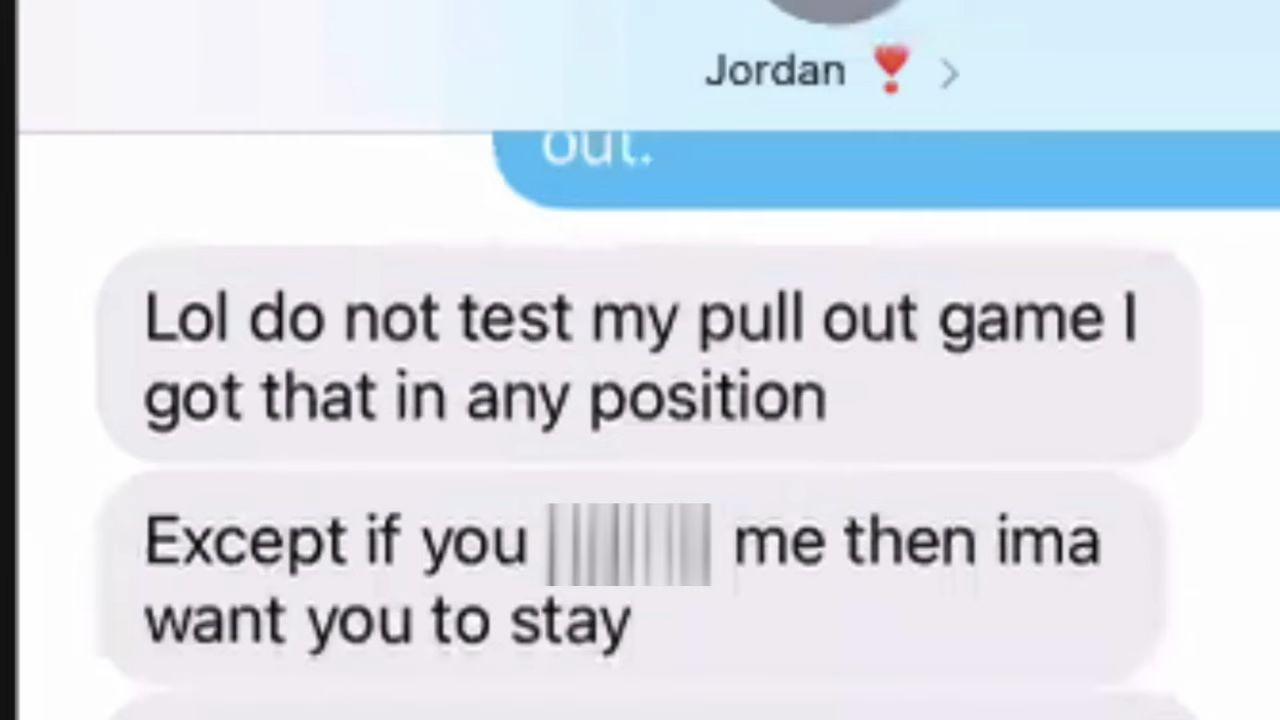 Jordan ❣️
out.
Lol do not test my pull out game I
got that in any position
Except if you me then ima
want you to stay